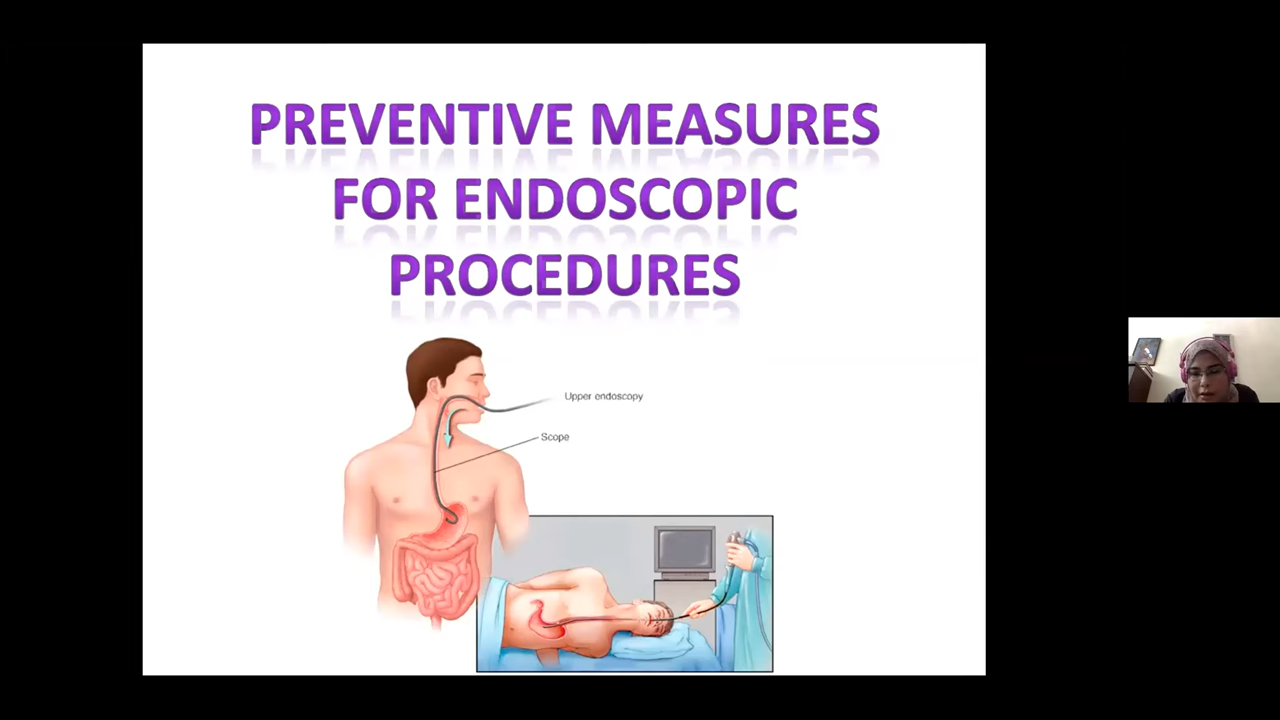 PREVENTIVE MEASURES
FOR ENDOSCOPIC
PROCEDURES
Upper endoscopy
Scope